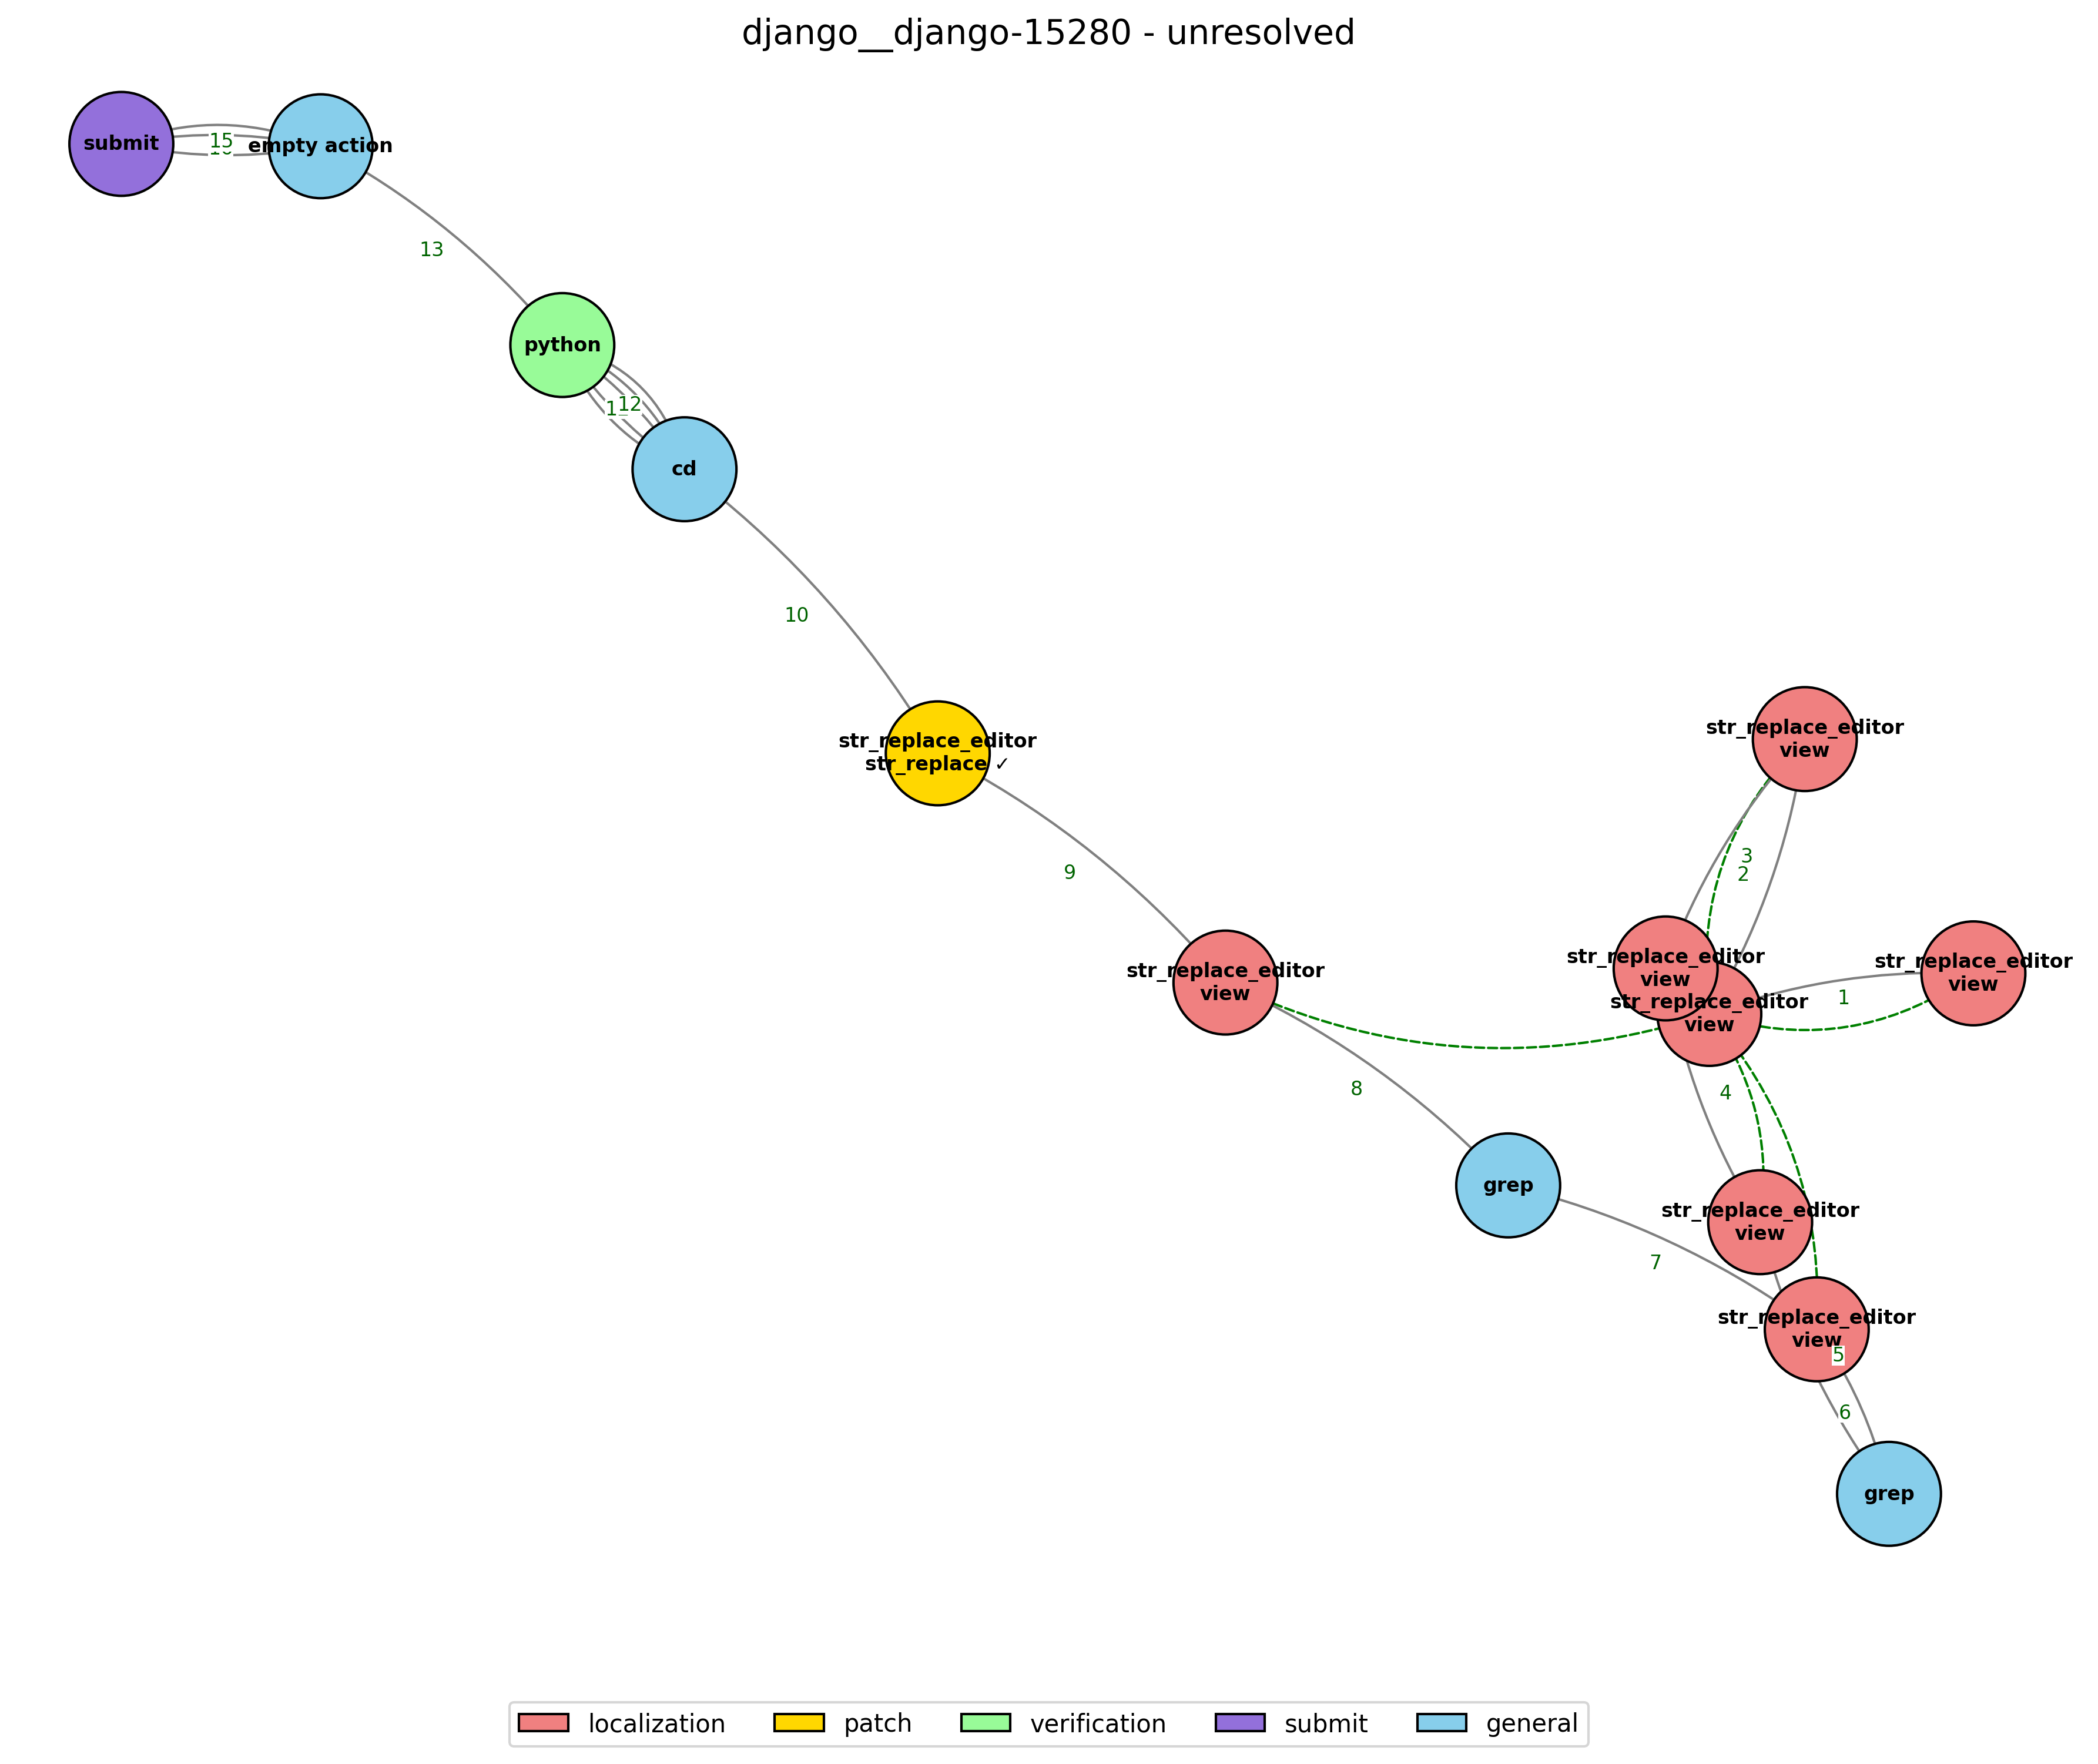 django__django-15280 - unresolved
submit
15
empty action
13
python
12
cd
10
str_replace_editor
str_replace ✓
9
str_replace_editor
view
3
2
str_replace_editor
view
str_replace_editor
view
str_replace_editor
view
1
str_replace_editor
view
4
8
grep
7
str_replace_editor
view
str_replace_editor
view
5
6
grep
localization
patch
verification
submit
general